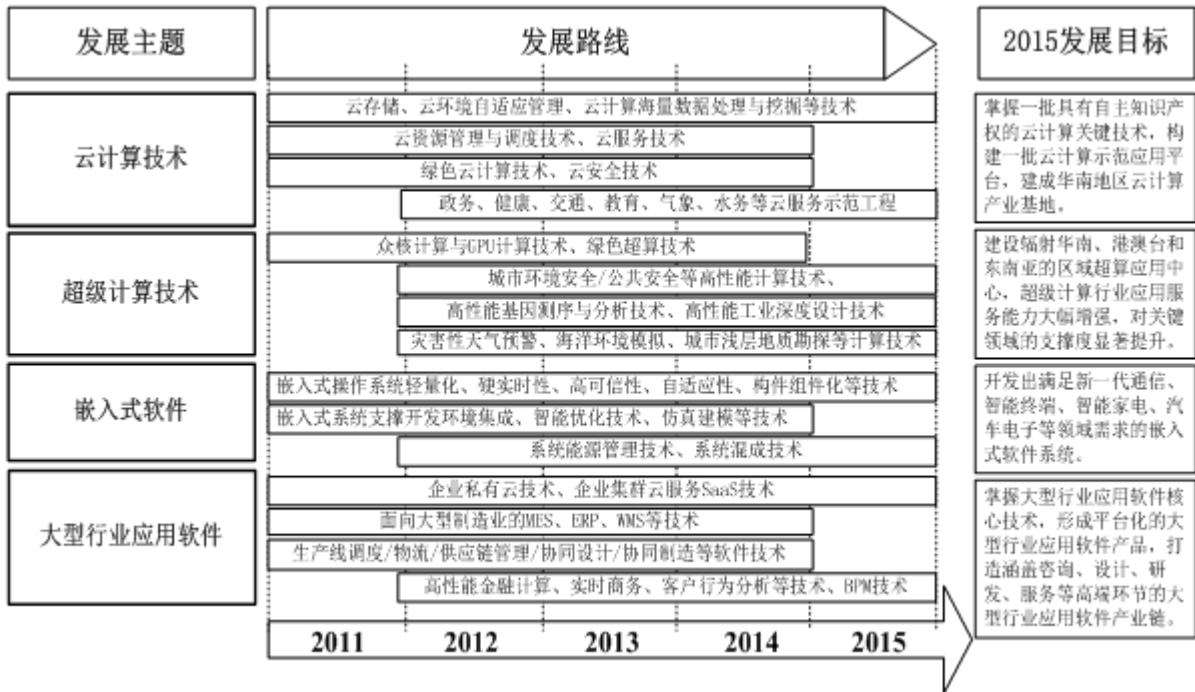 发展主题
发展路线
2015发展目标
云计算技术
云存储、云环境自适应管理、云计算海量数据处理与挖掘等技术
云资源管理与调度技术、云服务技术
绿色云计算技术、云安全技术
政务、健康、交通、教育、气象、水务等云服务示范工程
掌握一批具有自主知识产
权的云计算关键技术，构
建一批云计算示范应用平
台，建成华南地区云计算
产业基地。
超级计算技术
众核计算与GPU计算技术、绿色超算技术
城市环境安全/公共安全等高性能计算技术、
高性能基因测序与分析技术、高性能工业深度设计技术
灾害性天气预警、海洋环境模拟、城市浅层地质勘探等计算技术
建设辐射华南、港澳台和
东南亚的区域超算应用中
心，超级计算行业应用服
务能力大幅增强，对关键
领域的支撑度显著提升。
嵌入式软件
嵌入式操作系统轻量化、硬实时性、高可信性、自适应性、构件组件化等技术
嵌入式系统支撑开发环境集成、智能优化技术、仿真建模等技术
系统能源管理技术、系统混成技术
开发出满足新一代通信、
智能终端、智能家电、汽
车电子等领域需求的嵌入
式软件系统。
大型行业应用软件
企业私有云技术、企业集群云服务SaaS技术
面向大型制造业的MES、ERP、WMS等技术
生产线调度/物流/供应链管理/协同设计/协同制造等软件技术
高性能金融计算、实时商务、客户行为分析等技术、BPM技术
掌握大型行业应用软件核
心技术，形成平台化的大
型行业应用软件产品，打
造涵盖咨询、设计、研
发、服务等高端环节的大
型行业应用软件产业链。
2011
2012
2013
2014
2015